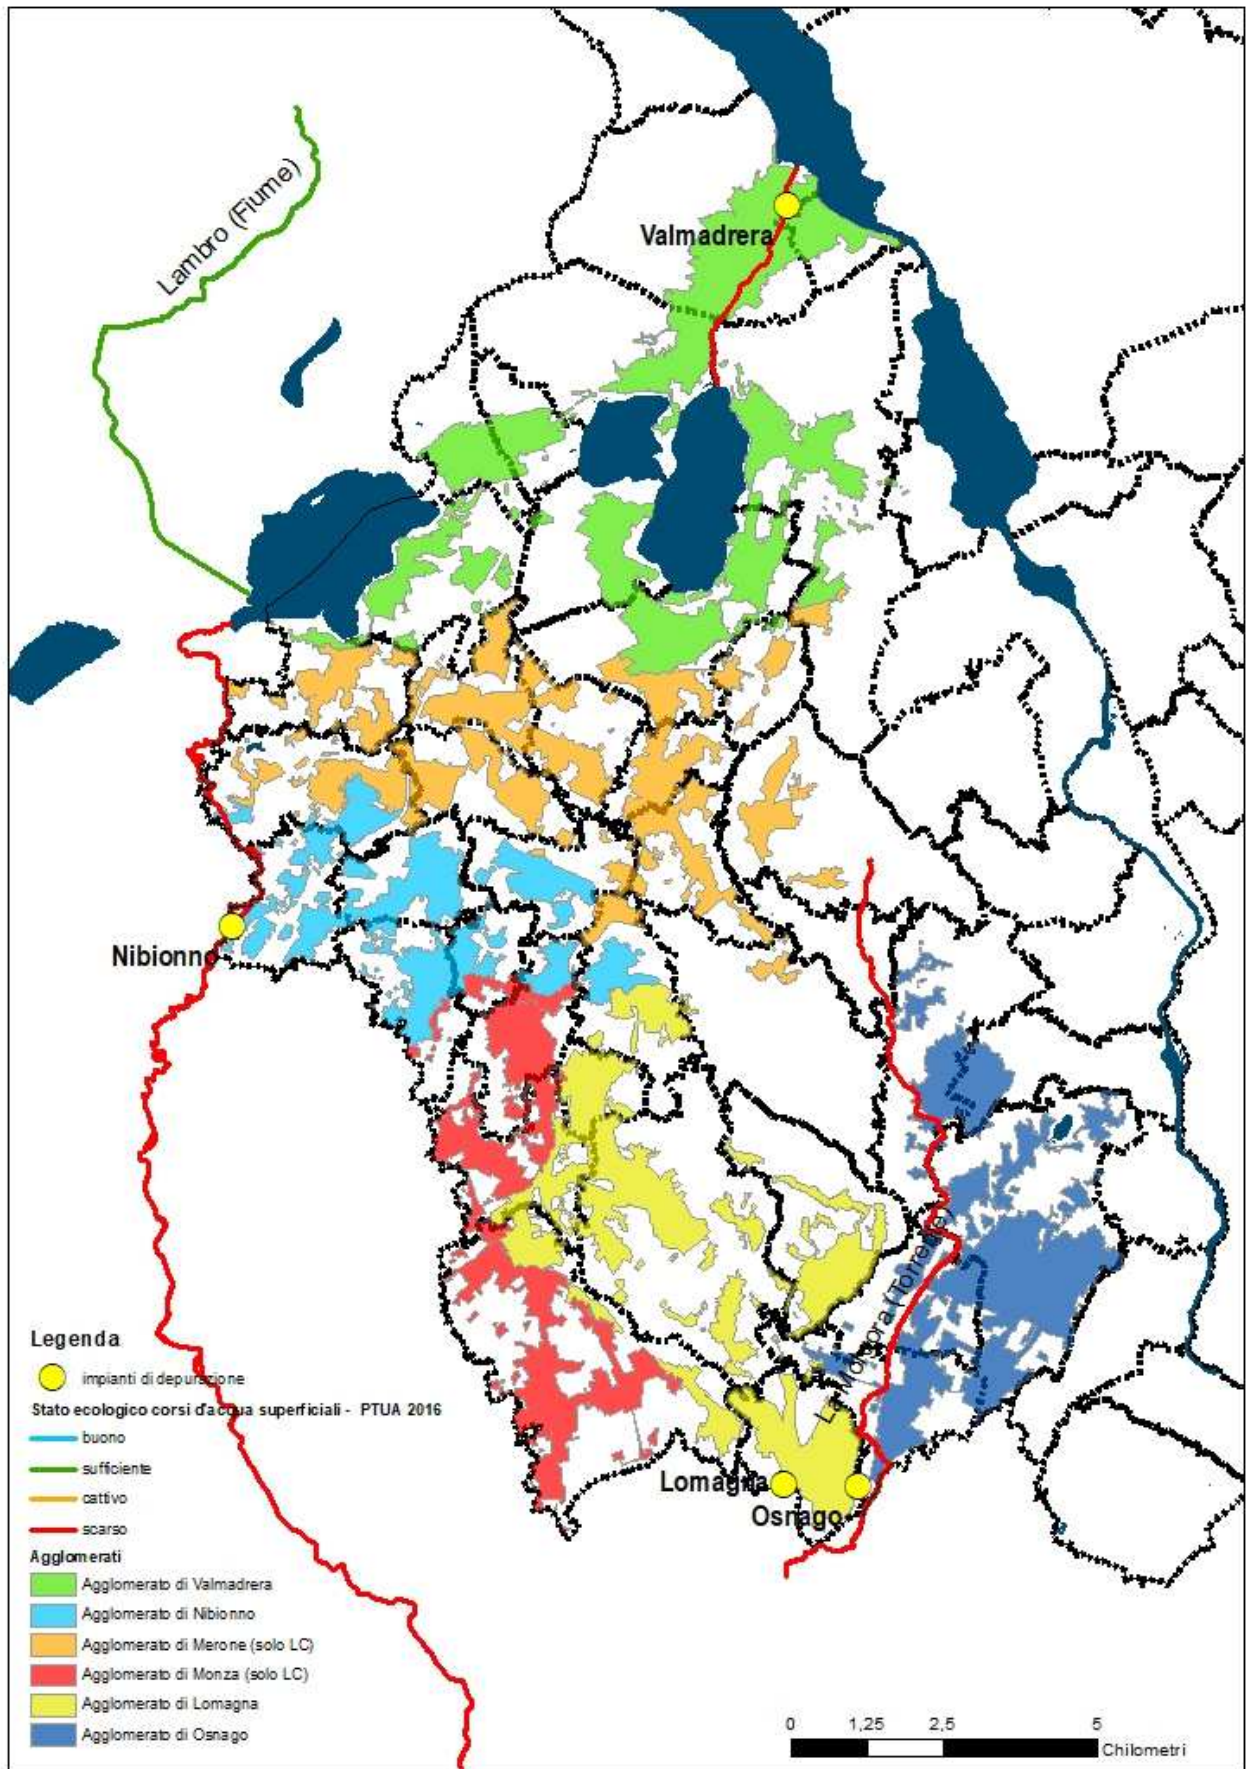 Lambro (Fiume)
Valmadrera
Nibionno
La Molgora (Torrente)
Lomagna
Osnago
Legenda
impianti di depurazione
Stato ecologico corsi d'acqua superficiali - PTUA 2016
buono
sufficiente
cattivo
scarso
Agglomerati
Agglomerato di Valmadrera
Agglomerato di Nibionno
Agglomerato di Merone (solo LC)
Agglomerato di Monza (solo LC)
Agglomerato di Lomagna
Agglomerato di Osnago
0 1,25 2,5 5
Chilometri